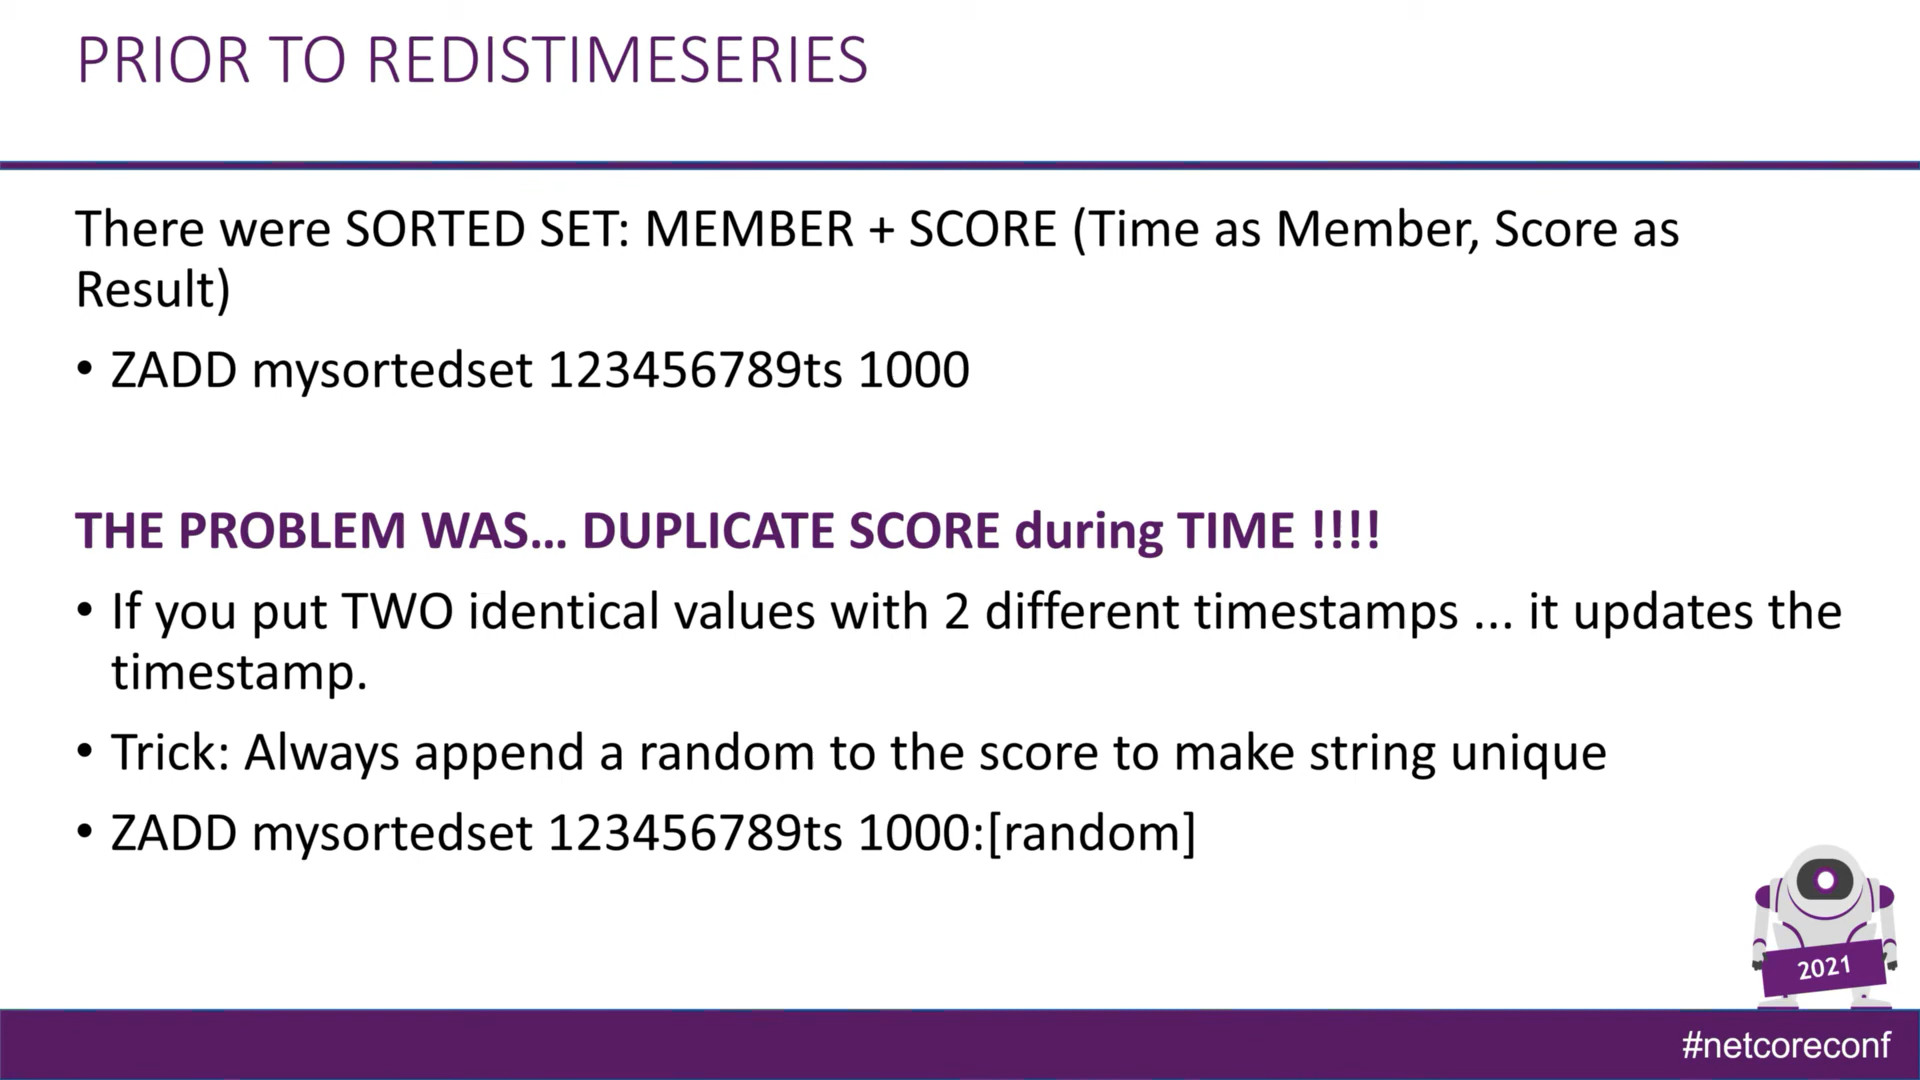 PRIOR TO REDISTIMESERIES
There were SORTED SET: MEMBER + SCORE (Time as Member, Score as
Result)
• ZADD mysortedset 123456789ts 1000
THE PROBLEM WAS... DUPLICATE SCORE during TIME !!!!
• If you put TWO identical values with 2 different timestamps ... it updates the
timestamp.
• Trick: Always append a random to the score to make string unique
• ZADD mysortedset 123456789ts 1000:[random]
2021
#netcoreconf